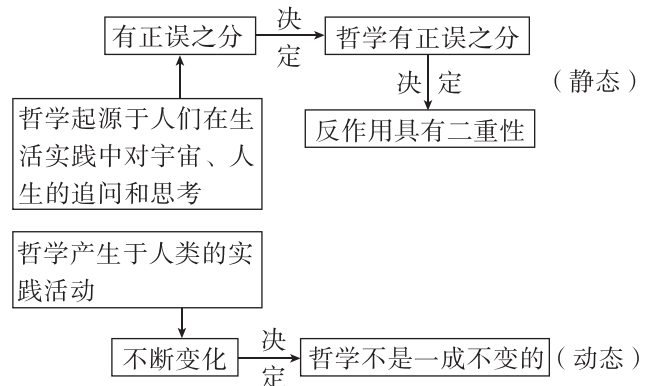 有正误之分
决定
哲学有正误之分
决定
（静态）
反作用具有二重性
哲学起源于人们在生
活实践中对宇宙、人
生的追问和思考
哲学产生于人类的实
践活动
不断变化
决定
哲学不是一成不变的
（动态）